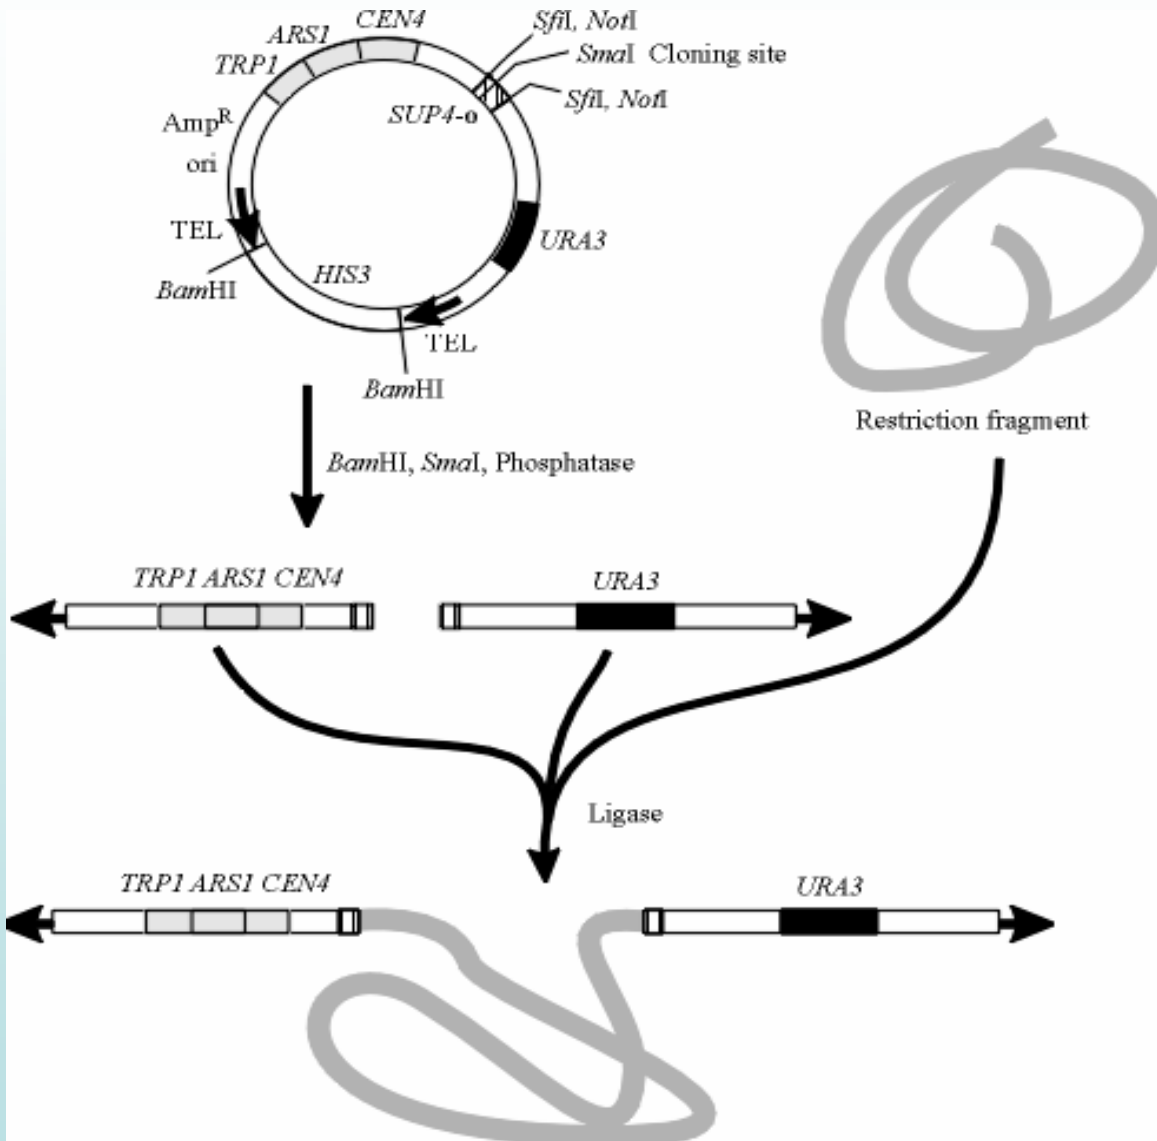 CEN4
ARS1
TRP1
SfiI, NotI
SmaI Cloning site
SfiI, NotI
SUP4-o
Amp^R
ori
TEL
BamHI
HIS3
URA3
TEL
BamHI
Restriction fragment
BamHI, SmaI, Phosphatase
TRP1 ARS1 CEN4
URA3
Ligase
TRP1 ARS1 CEN4
URA3